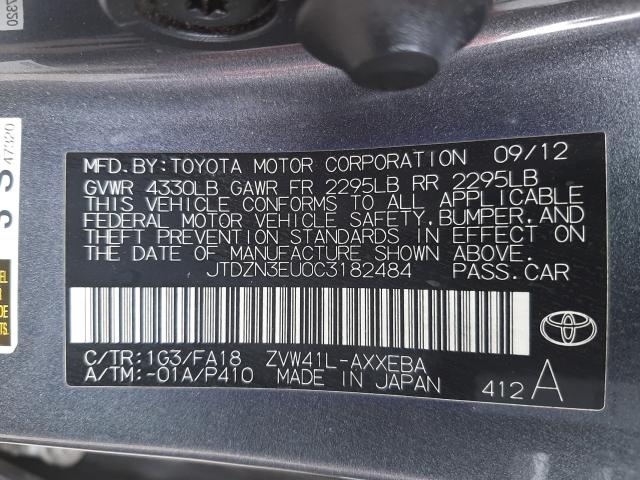 7320
47320
MFD. BY: TOYOTA MOTOR CORPORATION 09/12
GVWR 4330LB GAWR FR 2295LB RR 2295LB
THIS VEHICLE CONFORMS TO ALL APPLICABLE
FEDERAL MOTOR VEHICLE SAFETY, BUMPER, AND
THEFT PREVENTION STANDARDS IN EFFECT ON
THE DATE OF MANUFACTURE SHOWN ABOVE.
JTDZN3EU0C3182484 PASS. CAR
C/TR: 1G3/FA18 ZVW41L-AXXEBA
A/TM: -01A/P410 MADE IN JAPAN 412 A